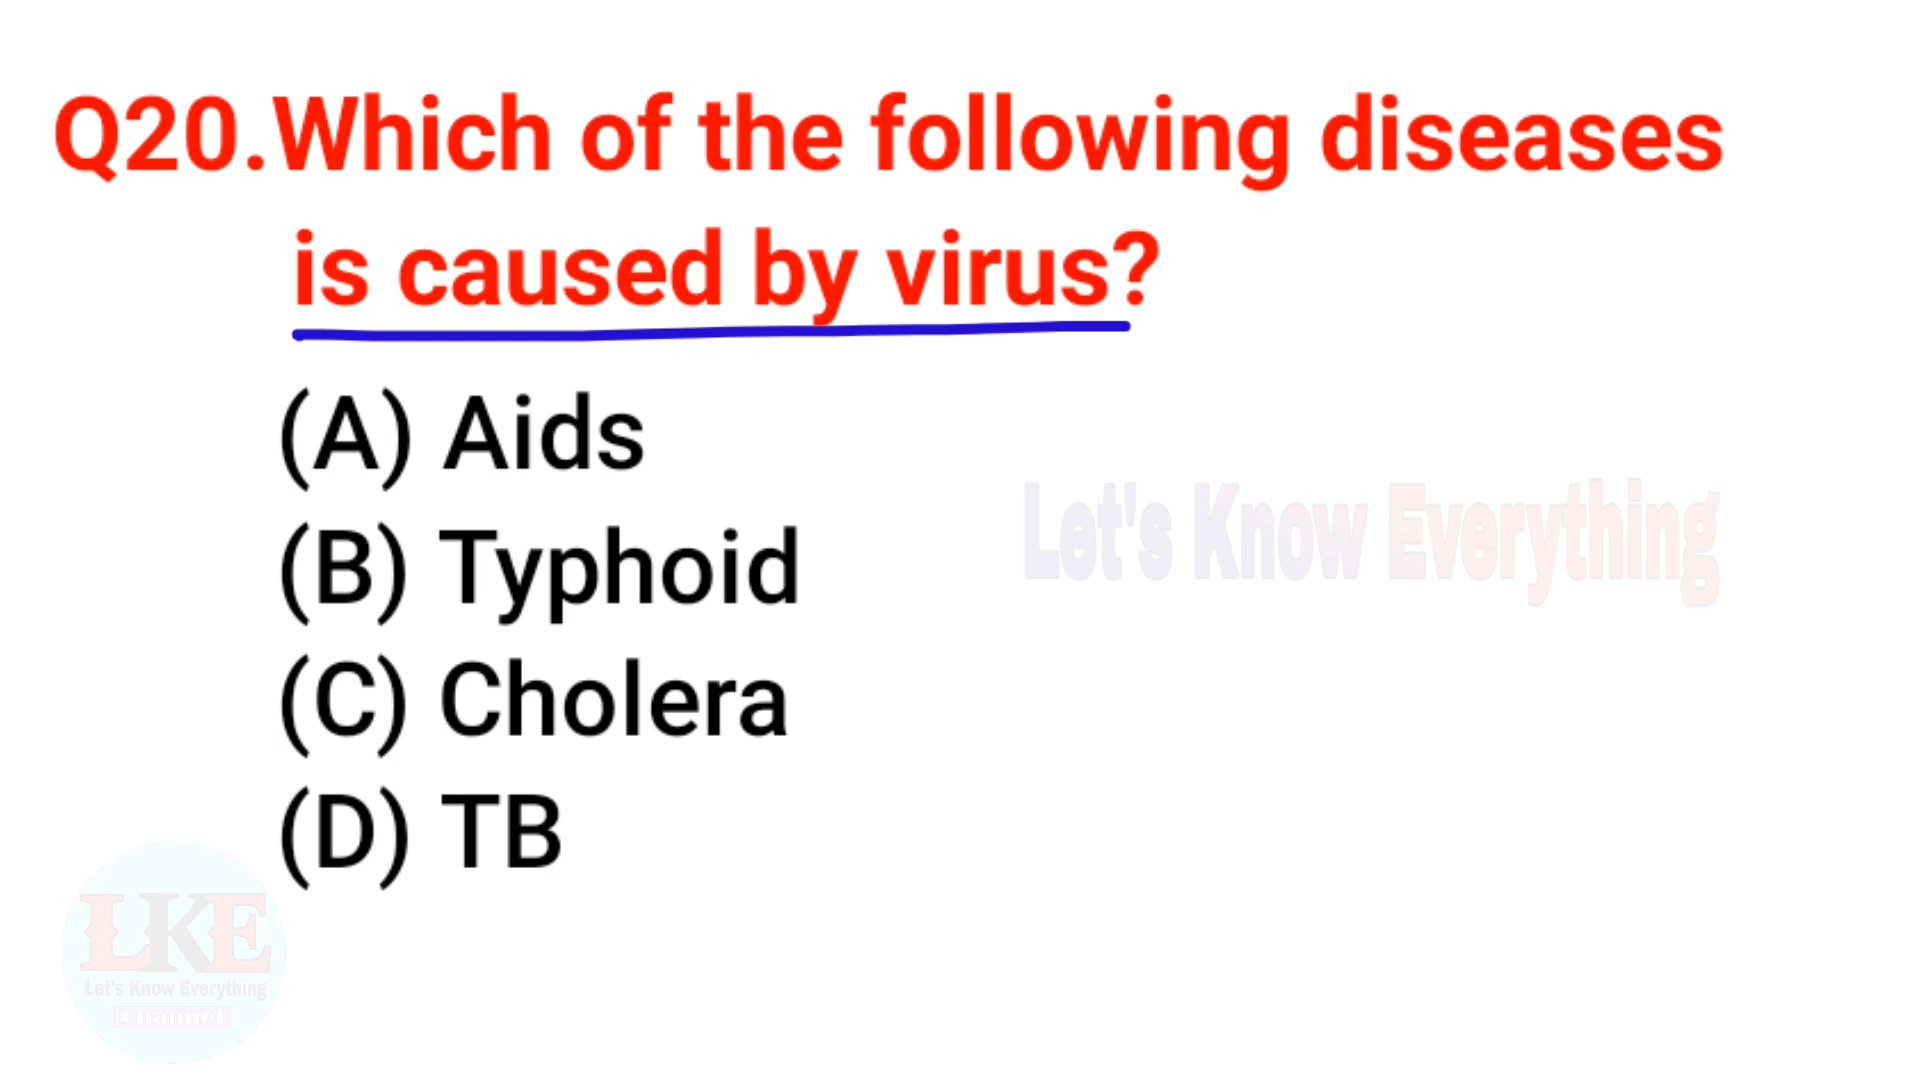 Q20.Which of the following diseases
is caused by virus?
(A) Aids
(B) Typhoid
Let's Know Everything
(C) Cholera
(D) TB
LKE
Let's Know Everything
Channel